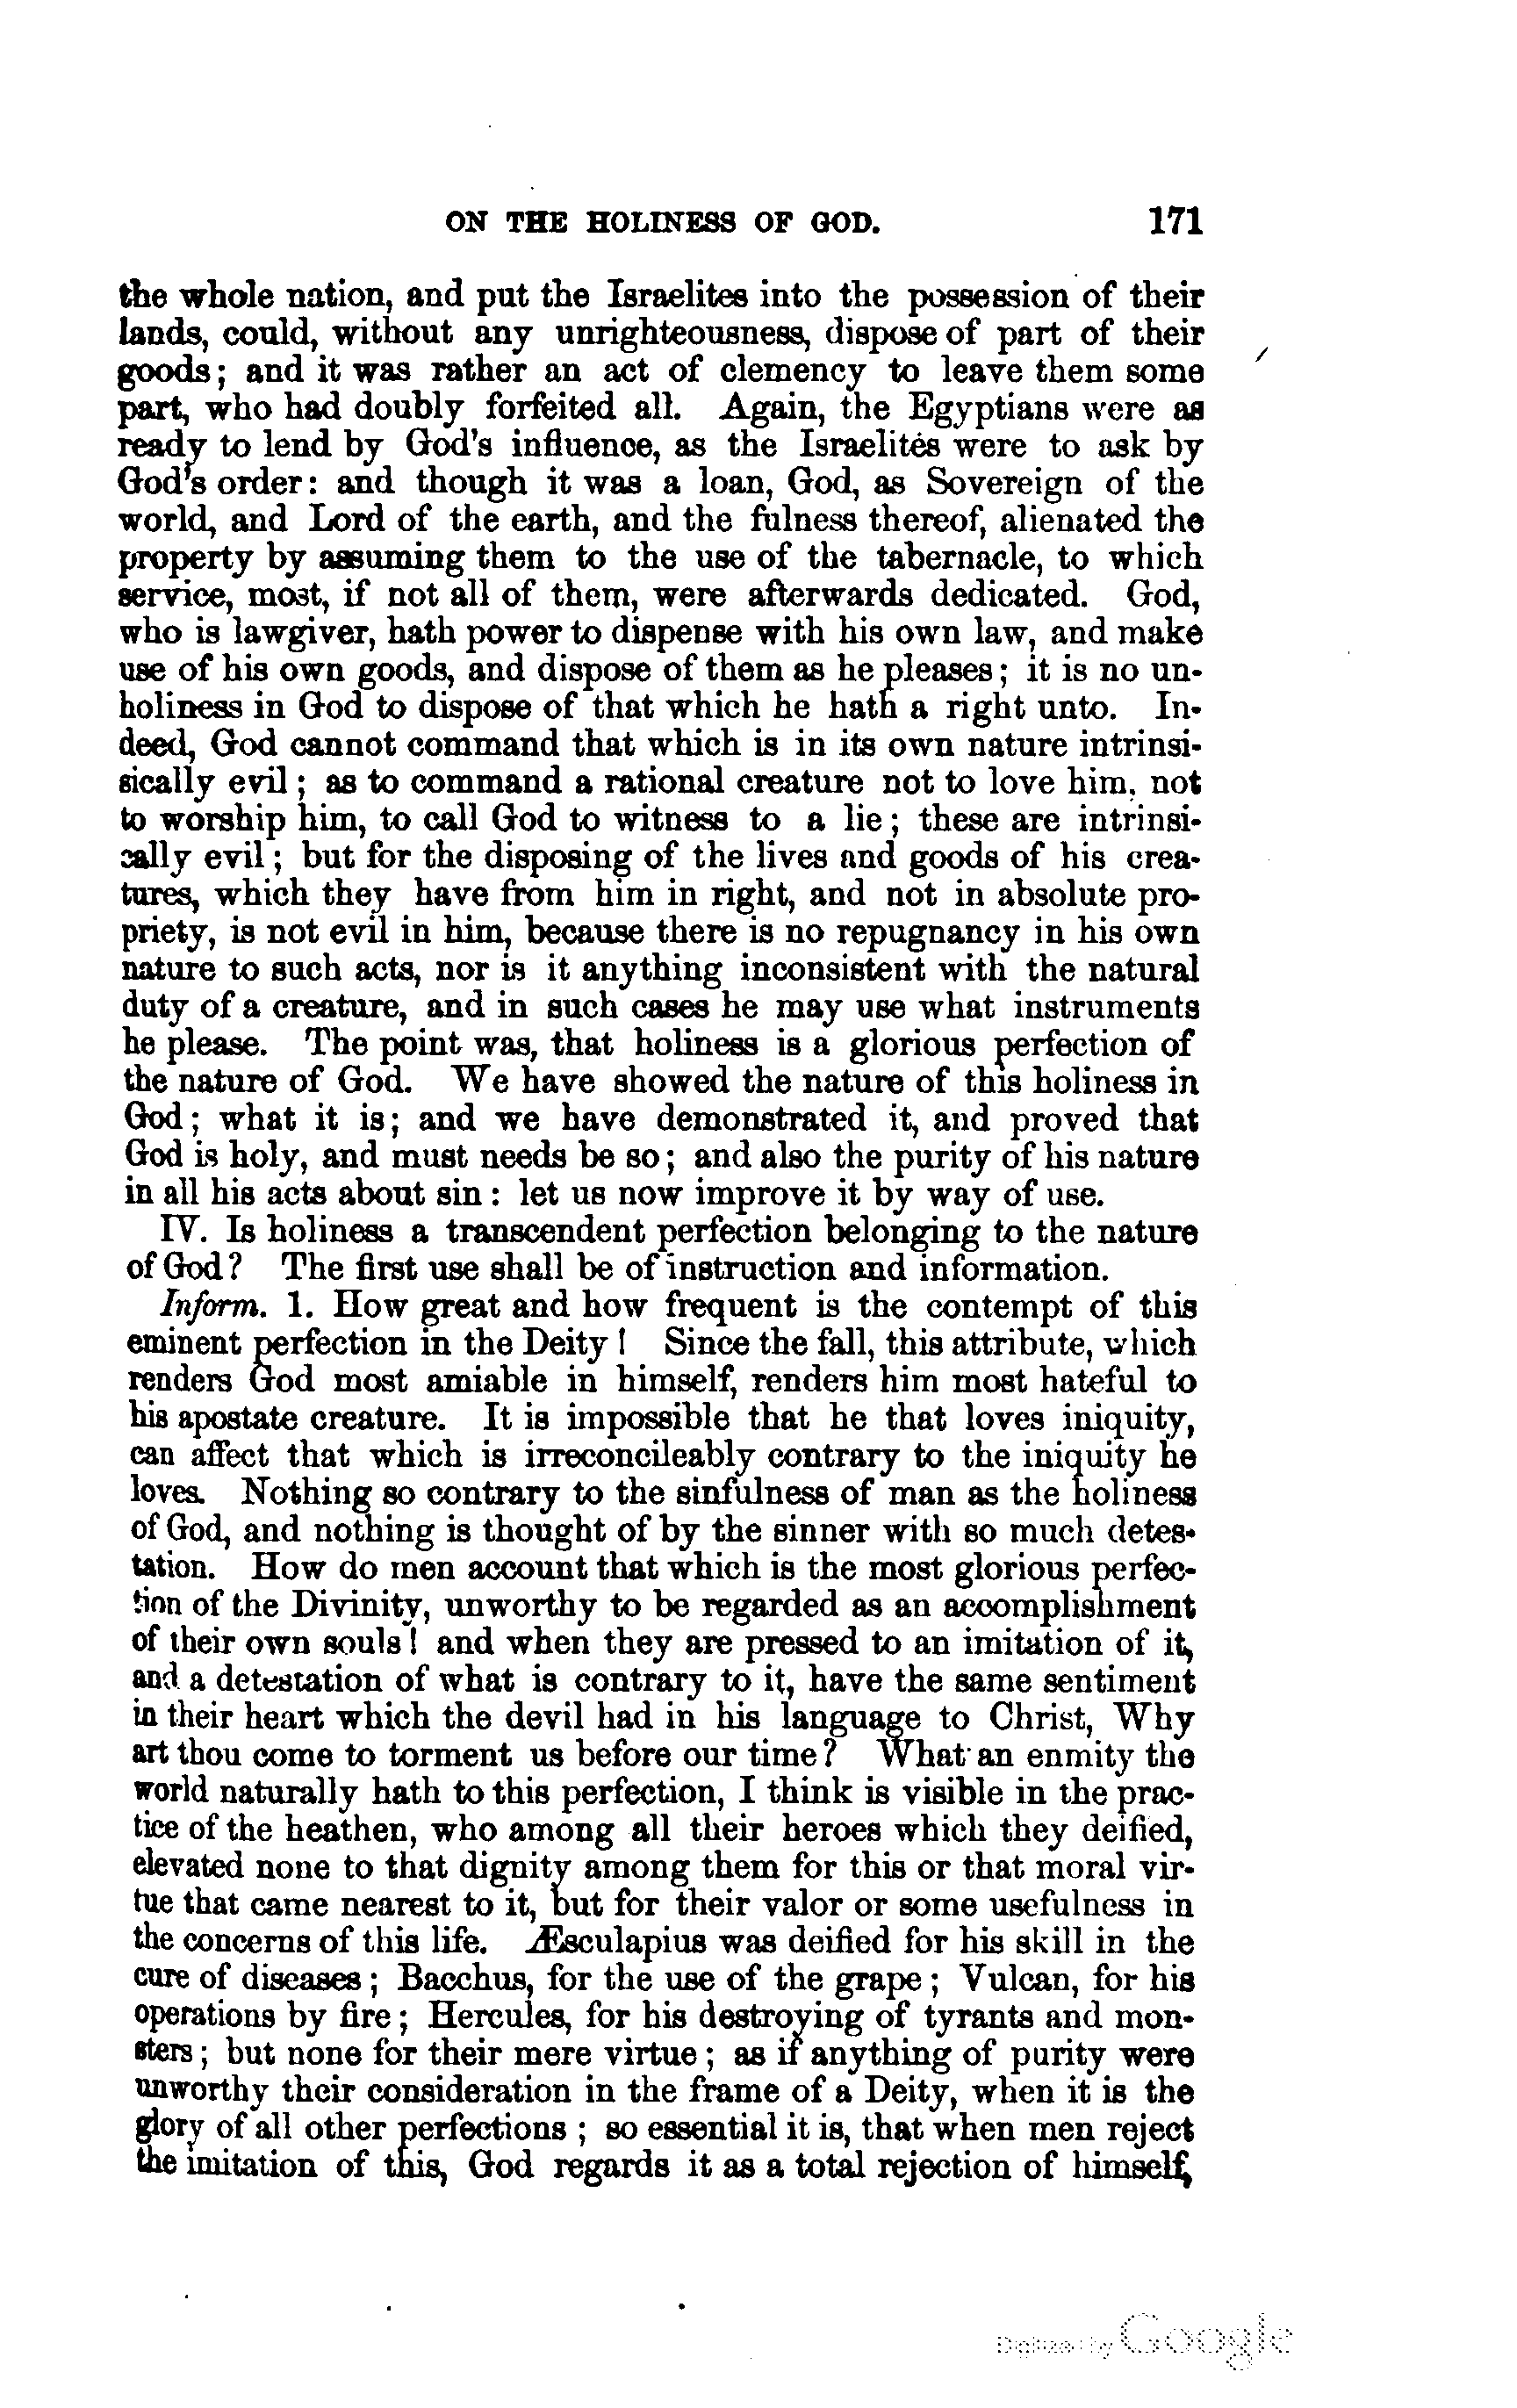 ON THE HOLINESS OF GOD. 171
the whole nation, and put the Israelites into the possession of their
lands, could, without any unrighteousness, dispose of part of their
goods; and it was rather an act of clemency to leave them some
part, who had doubly forfeited all. Again, the Egyptians were as
ready to lend by God's influence, as the Israelites were to ask by
God's order: and though it was a loan, God, as Sovereign of the
world, and Lord of the earth, and the fulness thereof, alienated the
property by assuming them to the use of the tabernacle, to which
service, most, if not all of them, were afterwards dedicated. God,
who is lawgiver, hath power to dispense with his own law, and make
use of his own goods, and dispose of them as he pleases; it is no un-
holiness in God to dispose of that which he hath a right unto. In-
deed, God cannot command that which is in its own nature intrinsi-
sically evil; as to command a rational creature not to love him, not
to worship him, to call God to witness to a lie; these are intrinsi-
cally evil; but for the disposing of the lives and goods of his crea-
tures, which they have from him in right, and not in absolute pro-
priety, is not evil in him, because there is no repugnancy in his own
nature to such acts, nor is it anything inconsistent with the natural
duty of a creature, and in such cases he may use what instruments
he please. The point was, that holiness is a glorious perfection of
the nature of God. We have showed the nature of this holiness in
God; what it is; and we have demonstrated it, and proved that
God is holy, and must needs be so; and also the purity of his nature
in all his acts about sin: let us now improve it by way of use.
IV. Is holiness a transcendent perfection belonging to the nature
of God? The first use shall be of instruction and information.
Inform. 1. How great and how frequent is the contempt of this
eminent perfection in the Deity! Since the fall, this attribute, which
renders God most amiable in himself, renders him most hateful to
his apostate creature. It is impossible that he that loves iniquity,
can affect that which is irreconcileably contrary to the iniquity he
loves. Nothing so contrary to the sinfulness of man as the holiness
of God, and nothing is thought of by the sinner with so much detes-
tation. How do men account that which is the most glorious perfec-
tion of the Divinity, unworthy to be regarded as an accomplishment
of their own souls! and when they are pressed to an imitation of it,
and a detestation of what is contrary to it, have the same sentiment
in their heart which the devil had in his language to Christ, Why
art thou come to torment us before our time? What an enmity the
world naturally hath to this perfection, I think is visible in the prac-
tice of the heathen, who among all their heroes which they deified,
elevated none to that dignity among them for this or that moral vir-
tue that came nearest to it, but for their valor or some usefulness in
the concerns of this life. Æsculapius was deified for his skill in the
cure of diseases; Bacchus, for the use of the grape; Vulcan, for his
operations by fire; Hercules, for his destroying of tyrants and mon-
sters; but none for their mere virtue; as if anything of purity were
unworthy their consideration in the frame of a Deity, when it is the
glory of all other perfections; so essential it is, that when men reject
the imitation of this, God regards it as a total rejection of himself,
Digitized by Google